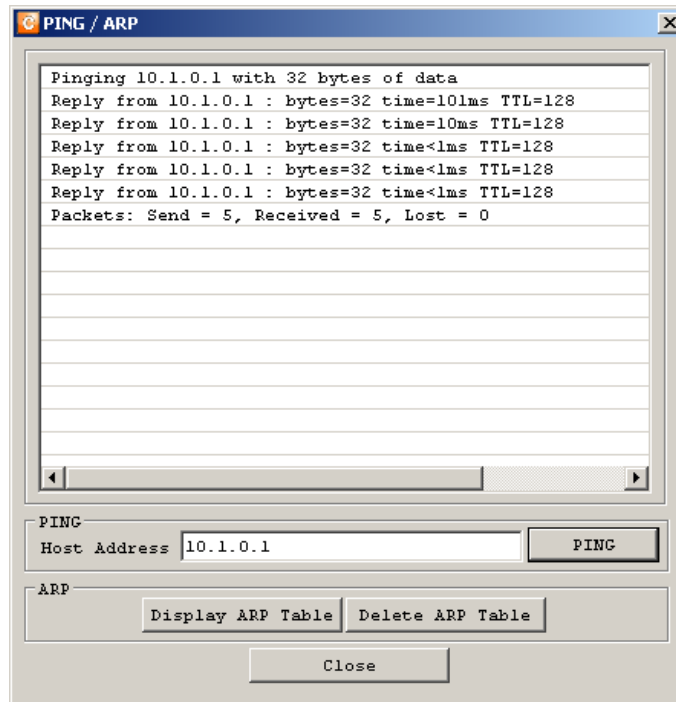 PING / ARP
Pinging 10.1.0.1 with 32 bytes of data
Reply from 10.1.0.1 : bytes=32 time=101ms TTL=128
Reply from 10.1.0.1 : bytes=32 time=10ms TTL=128
Reply from 10.1.0.1 : bytes=32 time<1ms TTL=128
Reply from 10.1.0.1 : bytes=32 time<1ms TTL=128
Reply from 10.1.0.1 : bytes=32 time<1ms TTL=128
Packets: Send = 5, Received = 5, Lost = 0
PING
Host Address 10.1.0.1 PING
ARP
Display ARP Table Delete ARP Table
Close